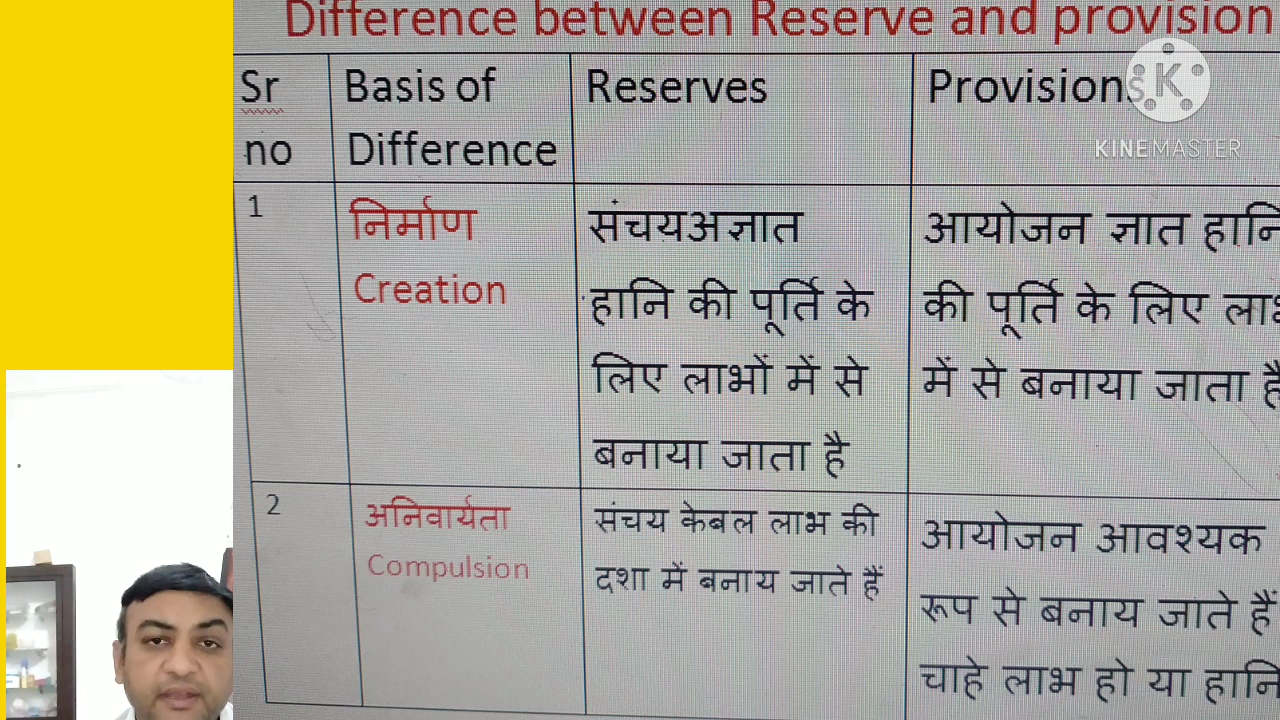 Difference between Reserve and provision
Sr no
Basis of Difference
Reserves
Provisions
K
KINEMASTER
1
निर्माण
Creation
संचयअज्ञात
हानि की पूर्ति के
लिए लाभों में से
बनाया जाता है
आयोजन ज्ञात हानि
की पूर्ति के लिए
में से बनाया जाता है
2
अनिवार्यता
Compulsion
संचय केबल लाभ की
दशा में बनाय जाते हैं
आयोजन आवश्यक
रूप से बनाय जाते हैं
चाहे लाभ हो या हानि